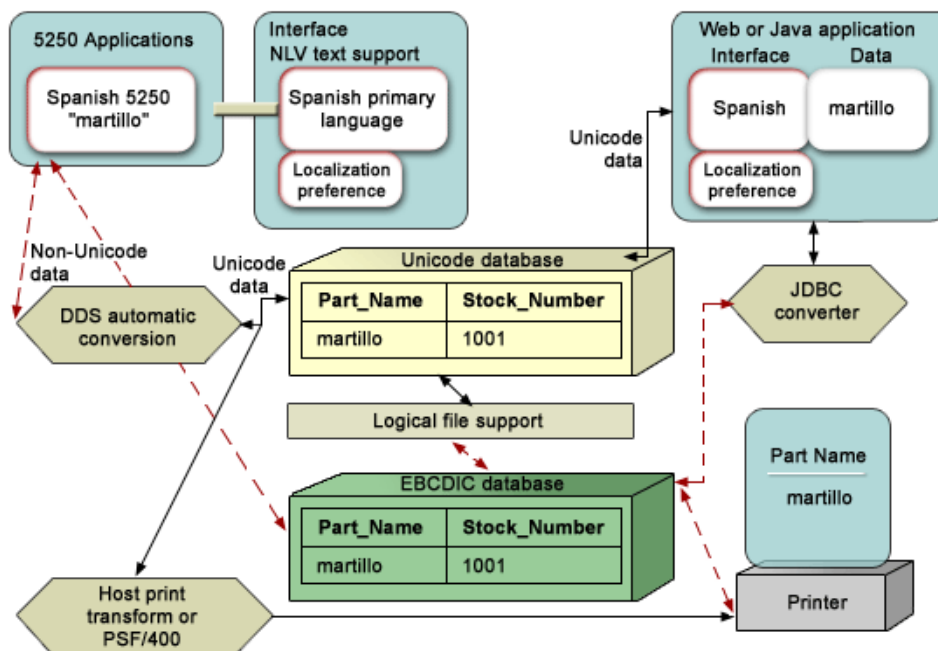 5250 Applications
Spanish 5250
"martillo"
Interface
NLV text support
Spanish primary
language
Localization
preference
Web or Java application
Interface Data
Spanish
martillo
Localization
preference
Unicode
data
Non-Unicode
data
Unicode
data
DDS automatic
conversion
Unicode database
Part_Name Stock_Number
martillo 1001
JDBC
converter
Logical file support
EBCDIC database
Part_Name Stock_Number
martillo 1001
Part Name
martillo
Printer
Host print
transform or
PSF/400